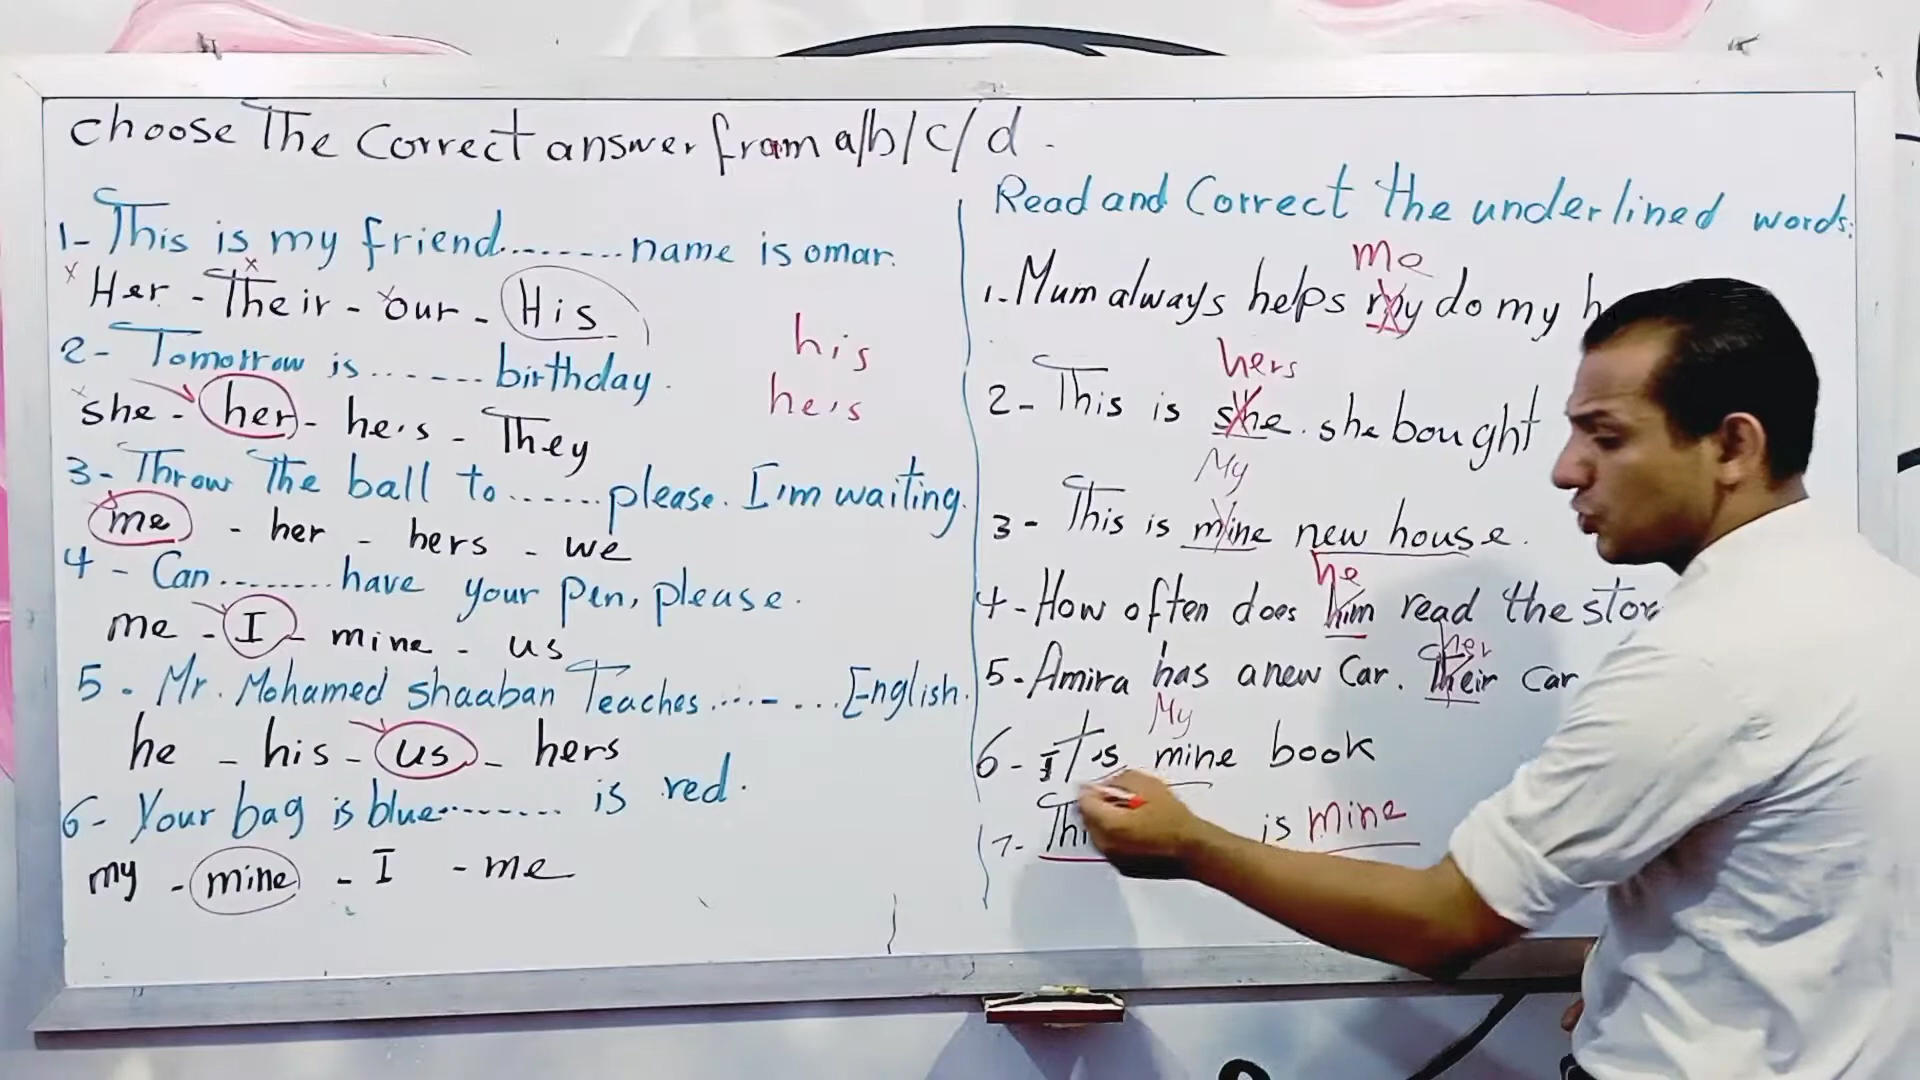 choose The Correct answer from a/b/c/d.
1- This is my friend........ name is omar.
x Her - Their - our - His
2- Tomorrow is....... birthday.
she - her - he's - They
3- Throw The ball to....... please. I'm waiting.
me - her - hers - we
4- Can......... have your pen, please.
me - I - mine - us
5. Mr. Mohamed shaaban Teaches........ English.
he - his - us - hers
6- Your bag is blue......... is red.
my - mine - I - me
his
he's
Read and Correct the underlined words:
me
1. Mum always helps my do my
hers
2- This is she. she bought
My
3- This is mine new house.
he
4- How often does him read the
her
5. Amira has a new Car. Their car
My
6- It's mine book
7- is mine